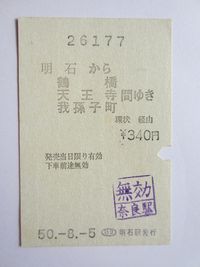 26177
明石から
鶴橋
天王寺間ゆき
我孫子町
環状 経由
¥340円
発売当日限り有効
下車前途無効
無効
奈良駅
50.-8.-5 明石駅発行